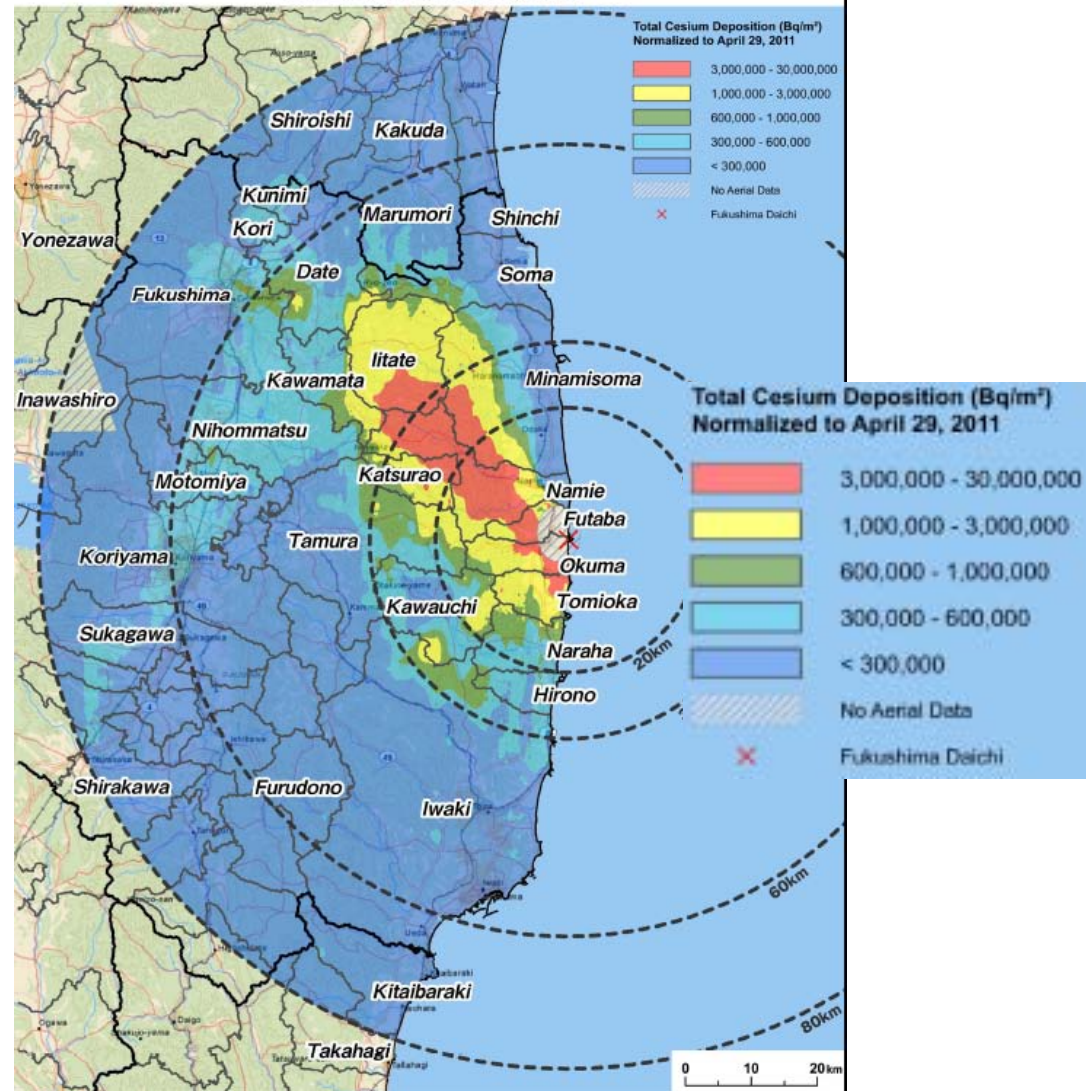 Total Cesium Deposition (Bq/m²)
Normalized to April 29, 2011
3,000,000 - 30,000,000
1,000,000 - 3,000,000
600,000 - 1,000,000
300,000 - 600,000
< 300,000
No Aerial Data
Fukushima Daichi
Shiroishi
Kakuda
Yonezawa
Kunimi
Kori
Marumori
Shinchi
Yonezawa
Date
Soma
Fukushima
Iitate
Kawamata
Minamisoma
Inawashiro
Nihommatsu
Katsurao
Motomiya
Namie
Futaba
Tamura
Koriyama
Okuma
Kawauchi
Tomioka
Sukagawa
Naraha
20km
Hirono
Shirakawa
Furudono
Iwaki
60km
Kitaibaraki
80km
Takahagi
Ogawa
Daigo
0 10 20 km
Total Cesium Deposition (Bq/m²)
Normalized to April 29, 2011
3,000,000 - 30,000,000
1,000,000 - 3,000,000
600,000 - 1,000,000
300,000 - 600,000
< 300,000
No Aerial Data
Fukushima Daichi